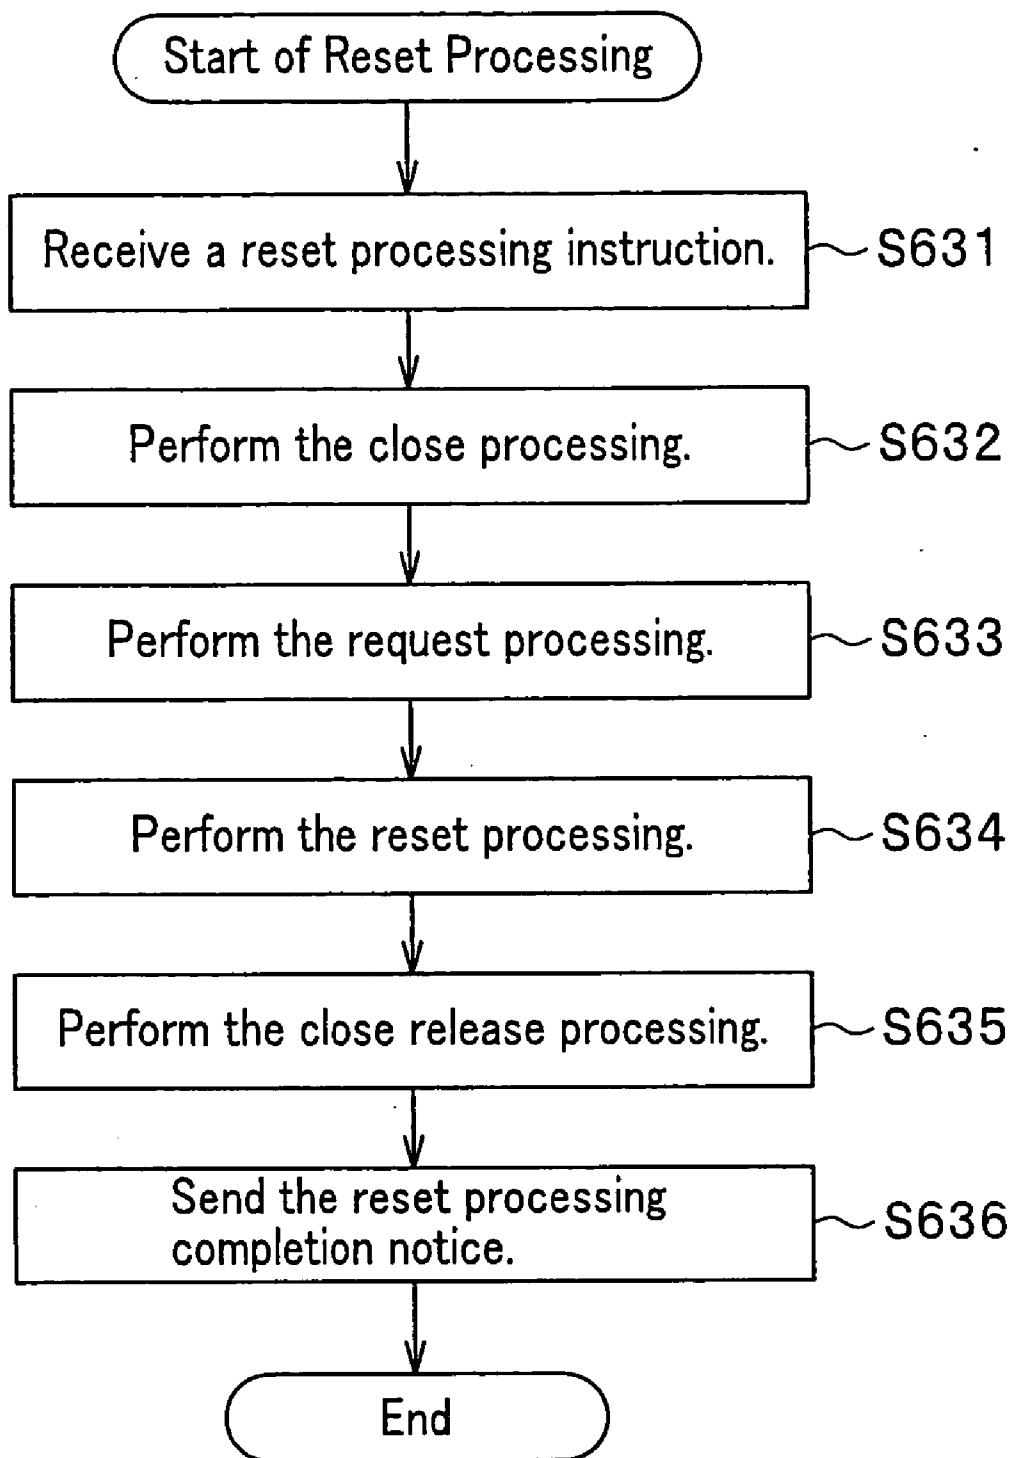 Start of Reset Processing
Receive a reset processing instruction.
S631
Perform the close processing.
S632
Perform the request processing.
S633
Perform the reset processing.
S634
Perform the close release processing.
S635
Send the reset processing
completion notice.
S636
End